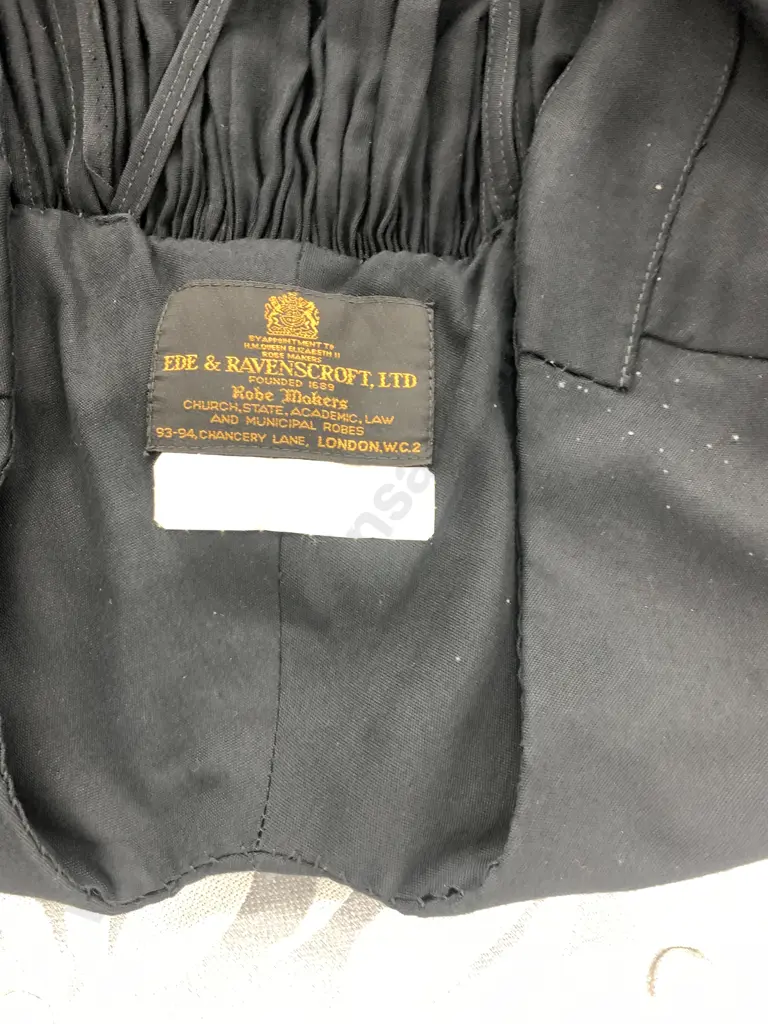 BY APPOINTMENT TO
H.M. QUEEN ELIZABETH II
ROBE MAKERS
EDE & RAVENSCROFT, LTD
FOUNDED 1689
Robe Makers
CHURCH, STATE, ACADEMIC, LAW
AND MUNICIPAL ROBES
93-94, CHANCERY LANE, LONDON, W.C.2